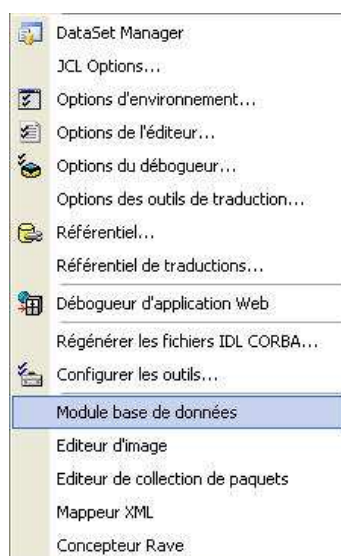 DataSet Manager
JCL Options...
Options d'environnement...
Options de l'éditeur...
Options du débogueur...
Options des outils de traduction...
Référentiel...
Référentiel de traductions...
Débogueur d'application Web
Régénérer les fichiers IDL CORBA...
Configurer les outils...
Module base de données
Editeur d'image
Editeur de collection de paquets
Mappeur XML
Concepteur Rave